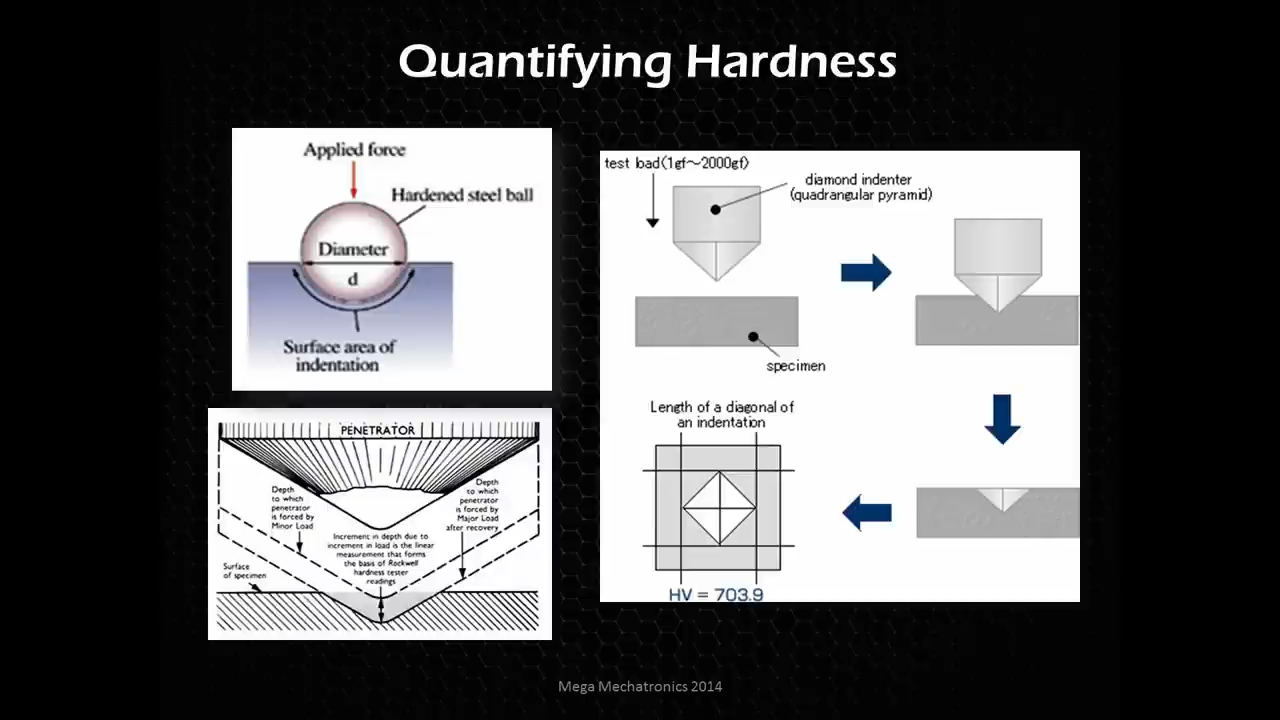 Quantifying Hardness
Applied force
Hardened steel ball
Diameter
d
Surface area of
indentation
PENETRATOR
Depth
to which
penetrator
is forced by
Minor Load
Depth
to which
penetrator
is forced by
Major Load
after recovery
Increment in depth due to
increment in load is the linear
measurement that forms
the basis of Rockwell
hardness tester
readings
Surface
of specimen
test load(1gf～2000gf)
diamond indenter
(quadrangular pyramid)
specimen
Length of a diagonal of
an indentation
HV = 703.9
Mega Mechatronics 2014